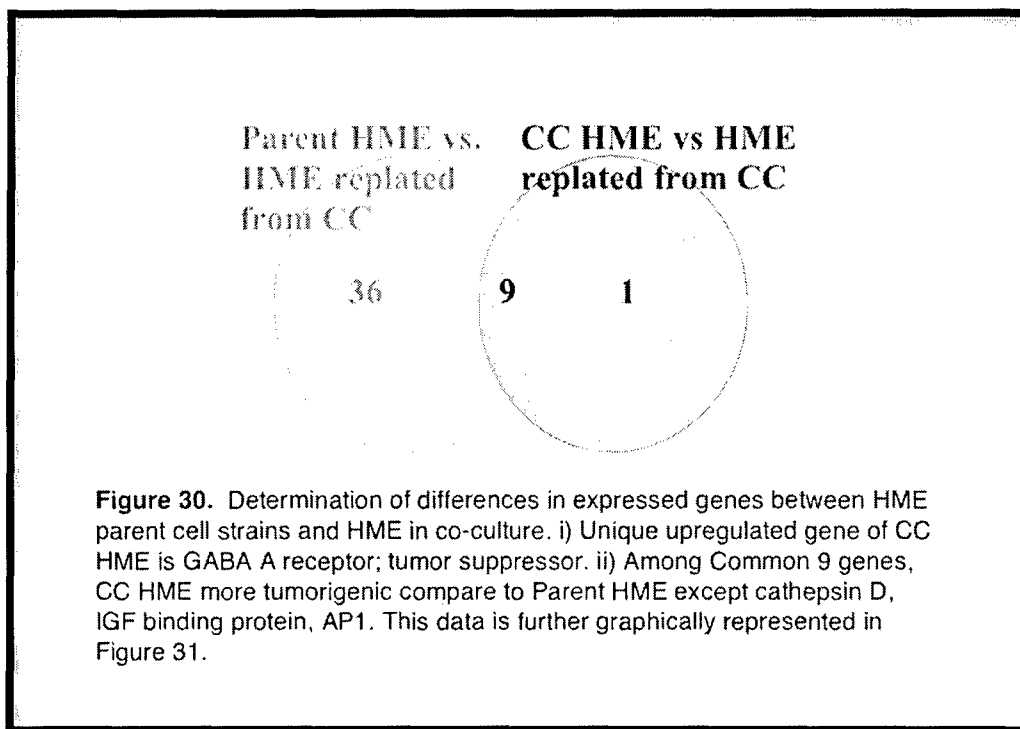 Parent HME vs.
HME replated
from CC
CC HME vs HME
replated from CC
36
9
1
Figure 30. Determination of differences in expressed genes between HME
parent cell strains and HME in co-culture. i) Unique upregulated gene of CC
HME is GABA A receptor; tumor suppressor. ii) Among Common 9 genes,
CC HME more tumorigenic compare to Parent HME except cathepsin D,
IGF binding protein, AP1. This data is further graphically represented in
Figure 31.